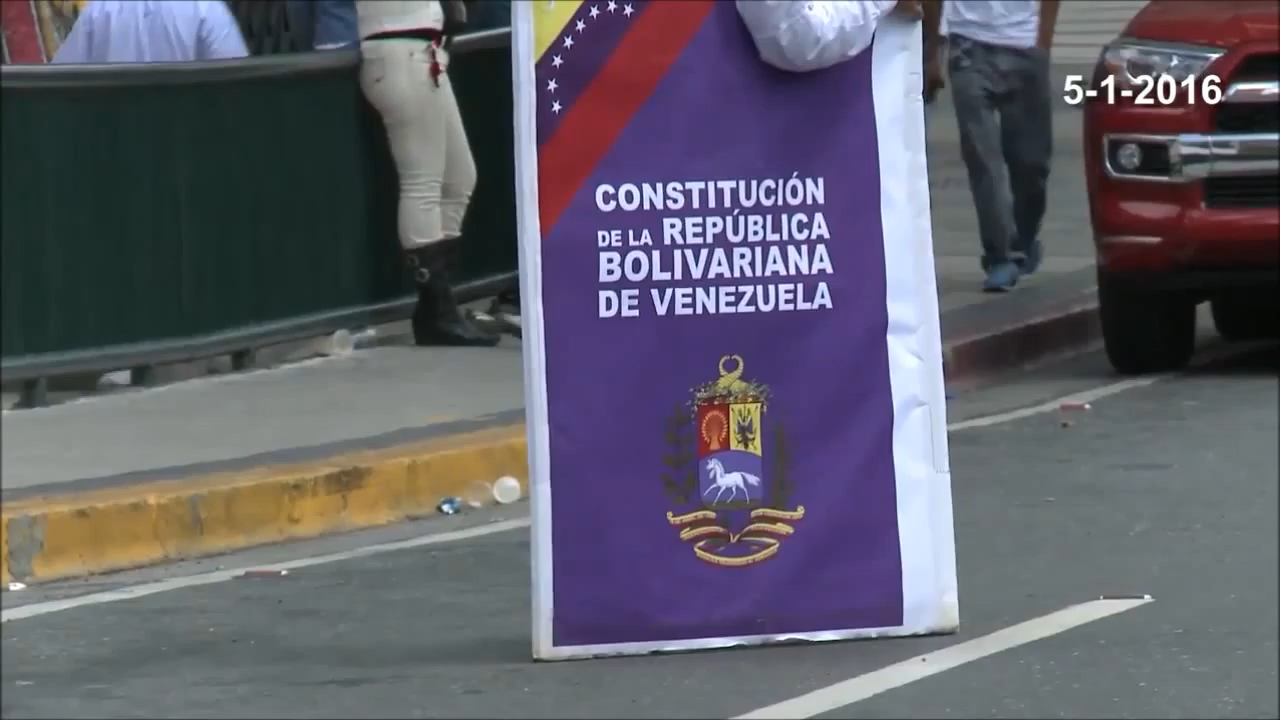 5-1-2016
CONSTITUCIÓN
DE LA REPÚBLICA
BOLIVARIANA
DE VENEZUELA